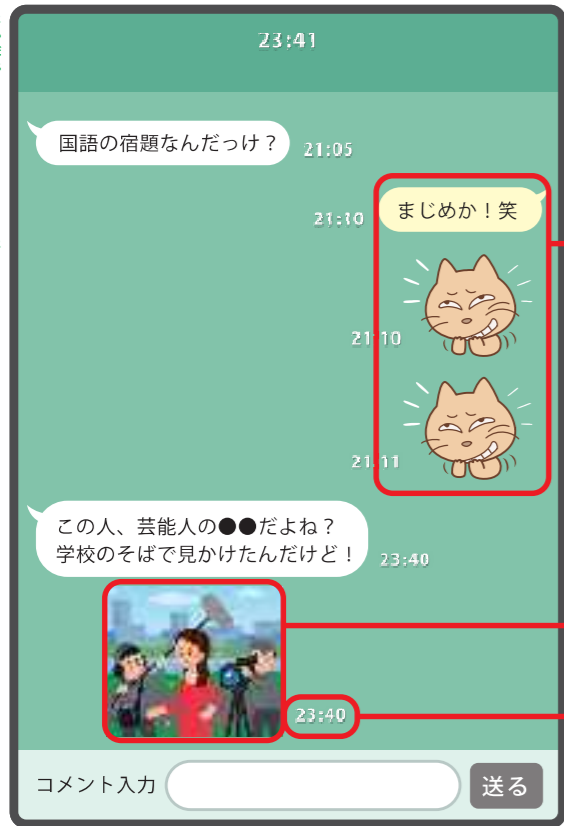 23:41
国語の宿題なんだっけ？
21:05
まじめか！笑
21:10
21:10
21:11
この人、芸能人の●●だよね？
学校のそばで見かけたんだけど！
23:40
23:40
コメント入力
送る